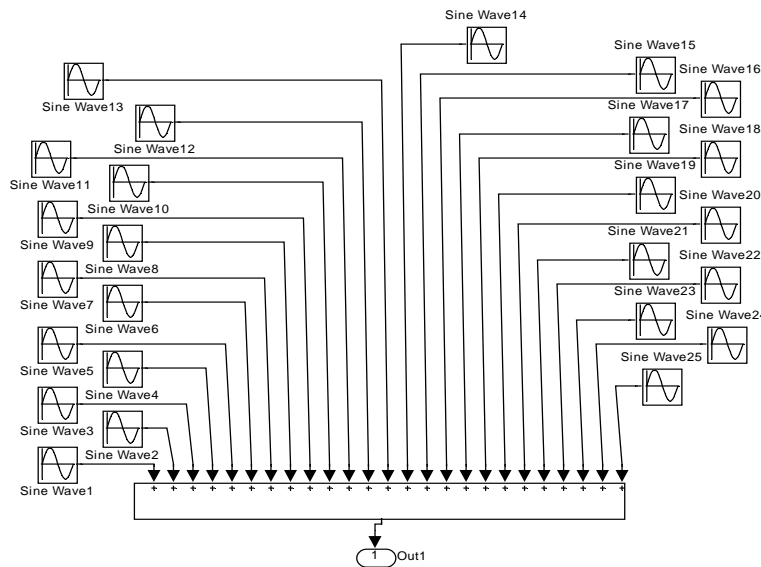 Sine Wave14
Sine Wave15
Sine Wave16
Sine Wave13
Sine Wave17
Sine Wave18
Sine Wave12
Sine Wave19
Sine Wave11
Sine Wave20
Sine Wave10
Sine Wave21
Sine Wave9
Sine Wave22
Sine Wave8
Sine Wave23
Sine Wave7
Sine Wave24
Sine Wave6
Sine Wave25
Sine Wave5
Sine Wave4
Sine Wave3
Sine Wave2
Sine Wave1
+ + + + + + + + + + + + + + + + + + + + + + + + +
1 Out1